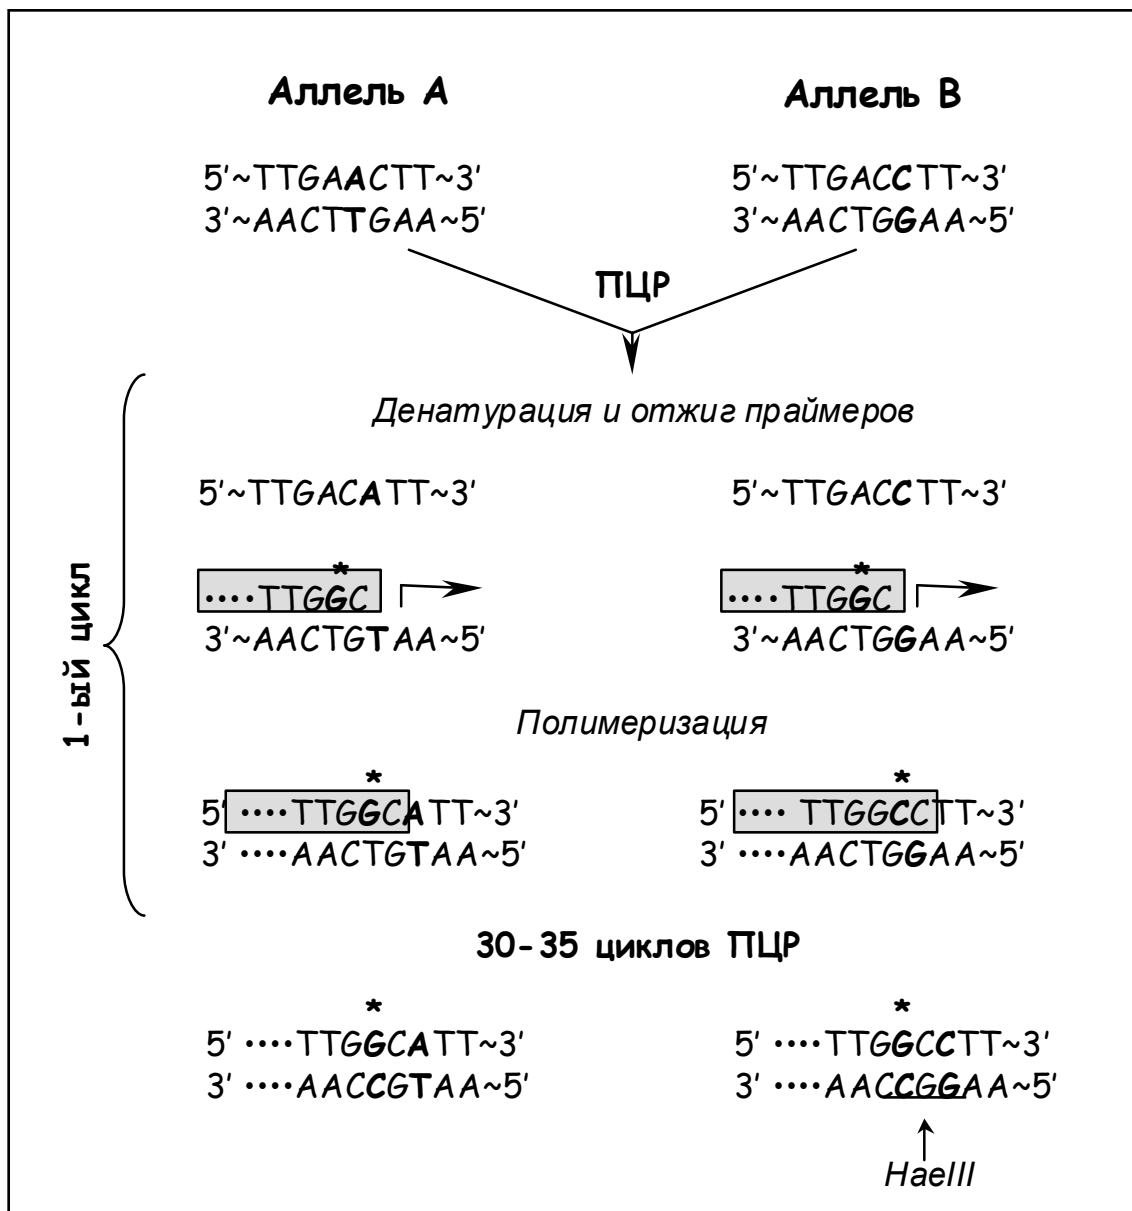 Аллель А
Аллель В
5'~TTGAACTT~3'
3'~AACTTGAA~5'
5'~TTGACCTT~3'
3'~AACTGGAA~5'
ПЦР
1-ый цикл
Денатурация и отжиг праймеров
5'~TTGACATT~3'
5'~TTGACCTT~3'
*
····TTGGC
3'~AACTGTAA~5'
*
····TTGGC
3'~AACTGGAA~5'
Полимеризация
*
5' ····TTGGCATT~3'
3' ····AACTGTAA~5'
*
5' ···· TTGGCCTT~3'
3' ····AACTGGAA~5'
30-35 циклов ПЦР
*
5' ····TTGGCATT~3'
3' ····AACCGTAA~5'
*
5' ····TTGGCCTT~3'
3' ····AACCGGAA~5'
HaeIII